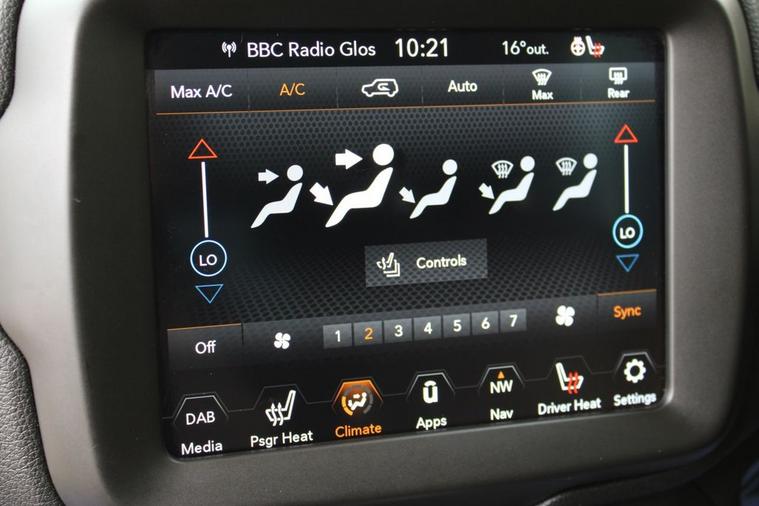 BBC Radio Glos 10:21 16°out.
Max A/C A/C Auto Max Rear
LO LO
Controls
Off 1 2 3 4 5 6 7 Sync
DAB NW
Media Psgr Heat Climate Apps Nav Driver Heat Settings